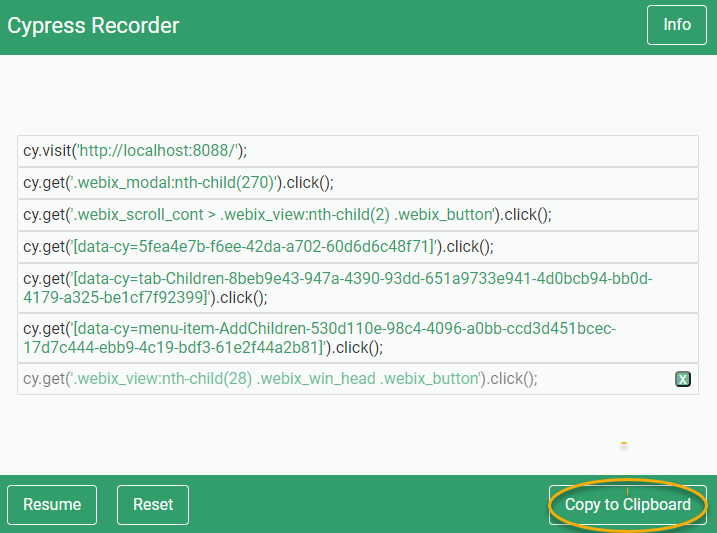 Cypress Recorder
Info
cy.visit('http://localhost:8088/');
cy.get('.webix_modal:nth-child(270)').click();
cy.get('.webix_scroll_cont > .webix_view:nth-child(2) .webix_button').click();
cy.get('[data-cy=5fea4e7b-f6ee-42da-a702-60d6d6c48f71]').click();
cy.get('[data-cy=tab-Children-8beb9e43-947a-4390-93dd-651a9733e941-4d0bcb94-bb0d-
4179-a325-be1cf7f92399]').click();
cy.get('[data-cy=menu-item-AddChildren-530d110e-98c4-4096-a0bb-ccd3d451bcec-
17d7c444-ebb9-4c19-bdf3-61e2f44a2b81]').click();
cy.get('.webix_view:nth-child(28) .webix_win_head .webix_button').click();
X
Resume
Reset
Copy to Clipboard